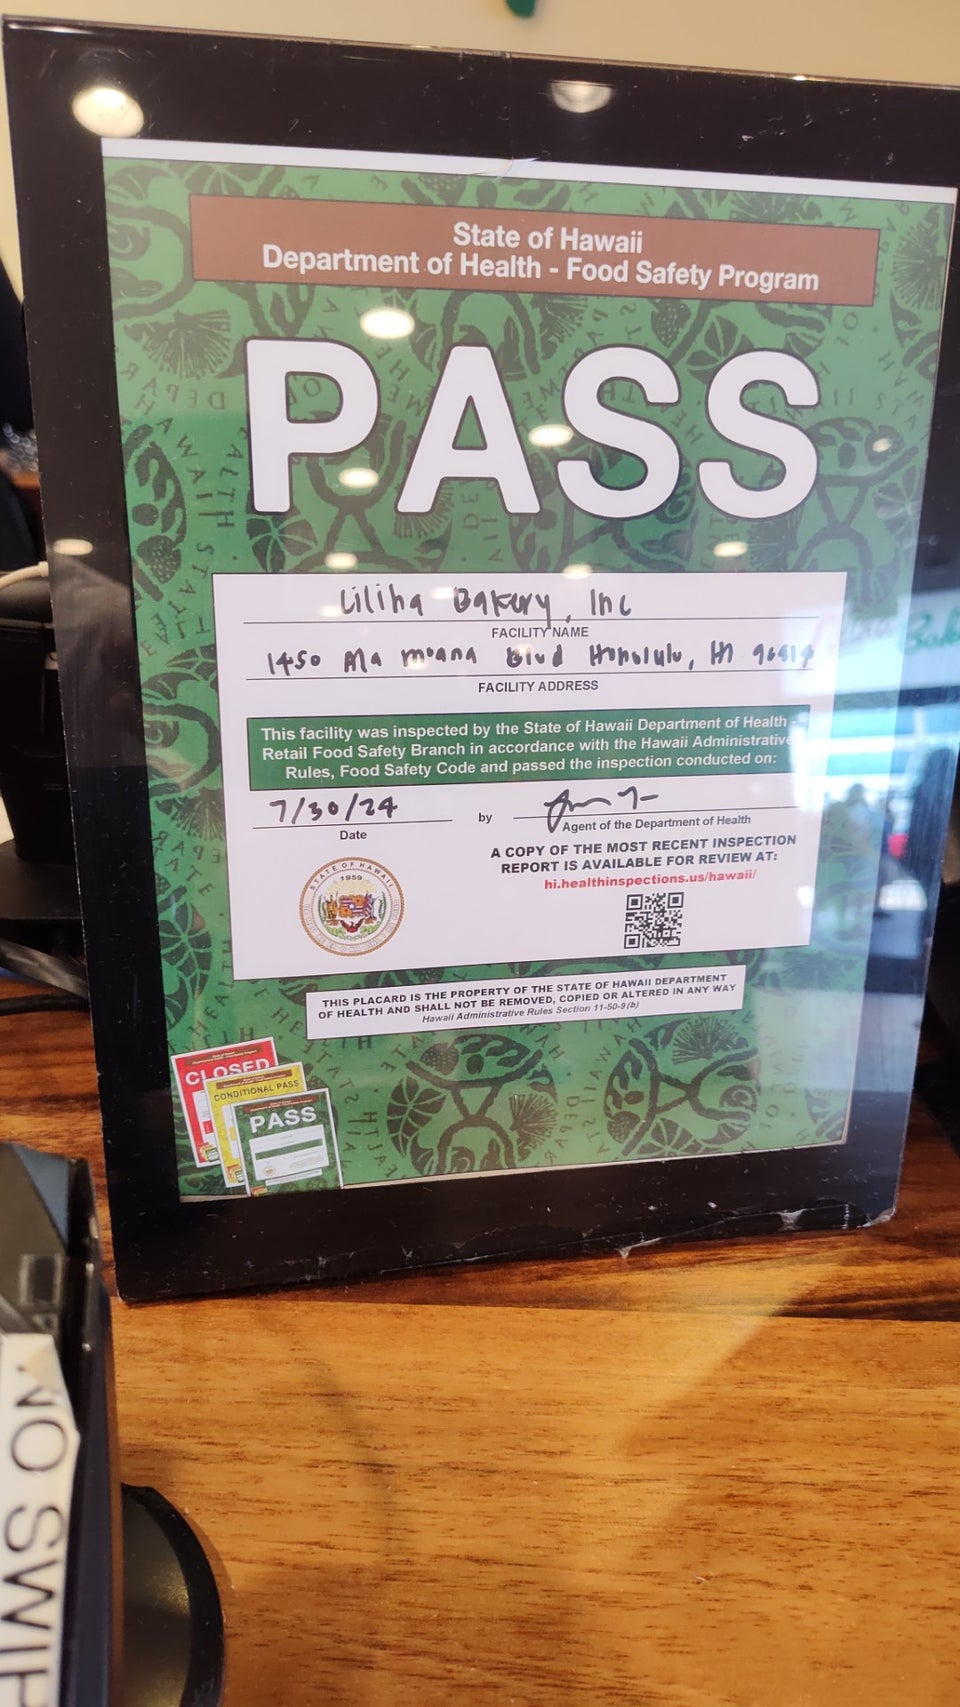 State of Hawaii
Department of Health - Food Safety Program
PASS
Liliha Bakery, Inc
FACILITY NAME
1450 Ala Moana Blvd Honolulu, HI 96814
FACILITY ADDRESS
This facility was inspected by the State of Hawaii Department of Health -
Retail Food Safety Branch in accordance with the Hawaii Administrative
Rules, Food Safety Code and passed the inspection conducted on:
7/30/24
Date
by
Agent of the Department of Health
A COPY OF THE MOST RECENT INSPECTION
REPORT IS AVAILABLE FOR REVIEW AT:
hi.healthinspections.us/hawaii/
STATE OF HAWAII
1959
THIS PLACARD IS THE PROPERTY OF THE STATE OF HAWAII DEPARTMENT
OF HEALTH AND SHALL NOT BE REMOVED, COPIED OR ALTERED IN ANY WAY
Hawaii Administrative Rules Section 11-50-9(b)
CLOSED
CONDITIONAL PASS
PASS
NO SWIP